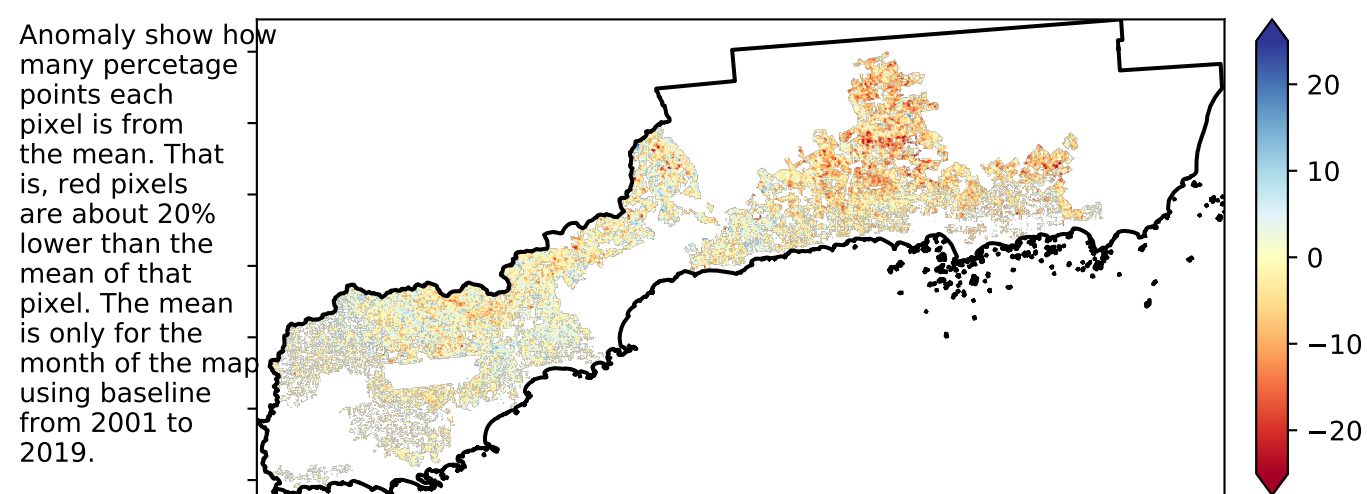 Anomaly show how
many percetage
points each
pixel is from
the mean. That
is, red pixels
are about 20%
lower than the
mean of that
pixel. The mean
is only for the
month of the map
using baseline
from 2001 to
2019.
20
10
0
−10
−20